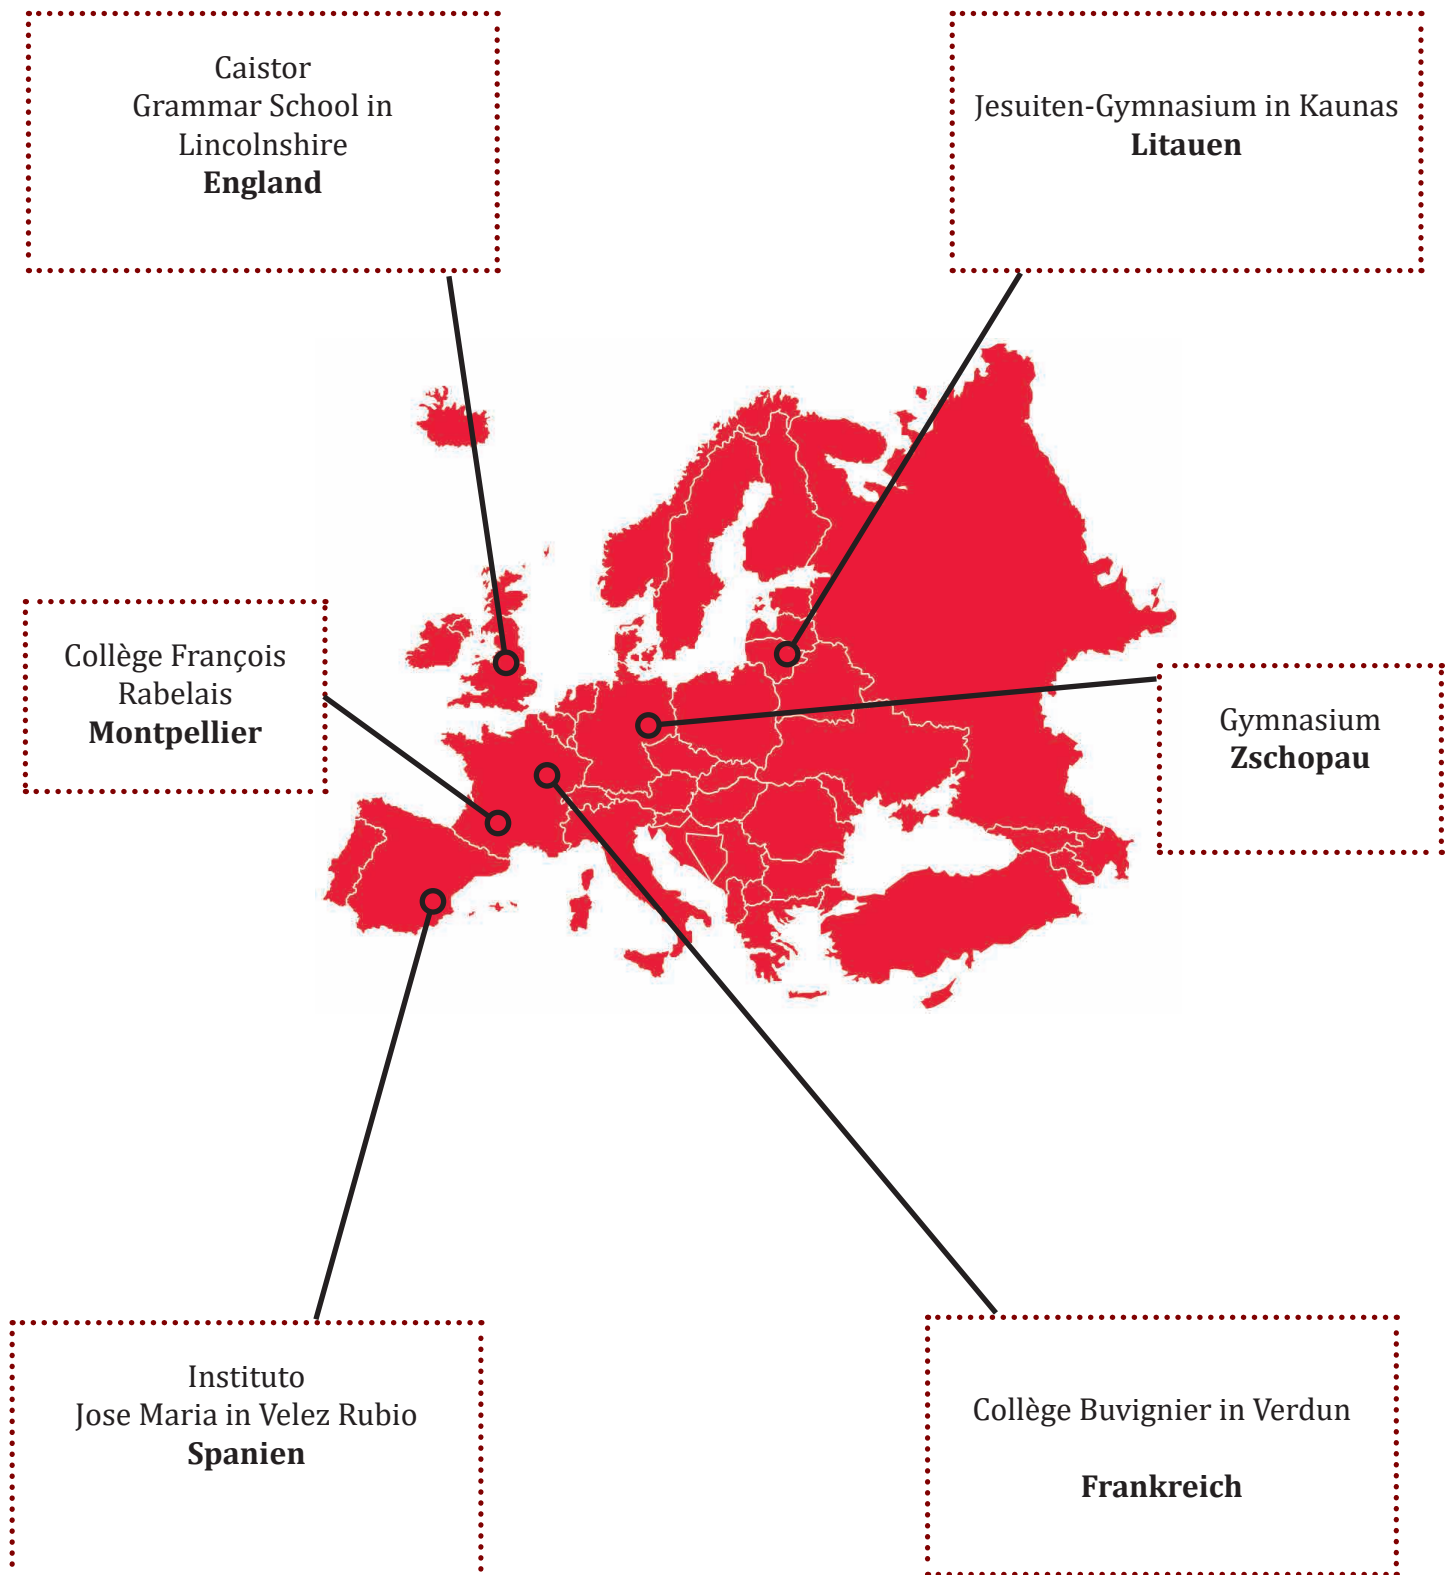 Caistor
Grammar School in
Lincolnshire
England
Jesuiten-Gymnasium in Kaunas
Litauen
Collège François
Rabelais
Montpellier
Gymnasium
Zschopau
Instituto
Jose Maria in Velez Rubio
Spanien
Collège Buvignier in Verdun
Frankreich